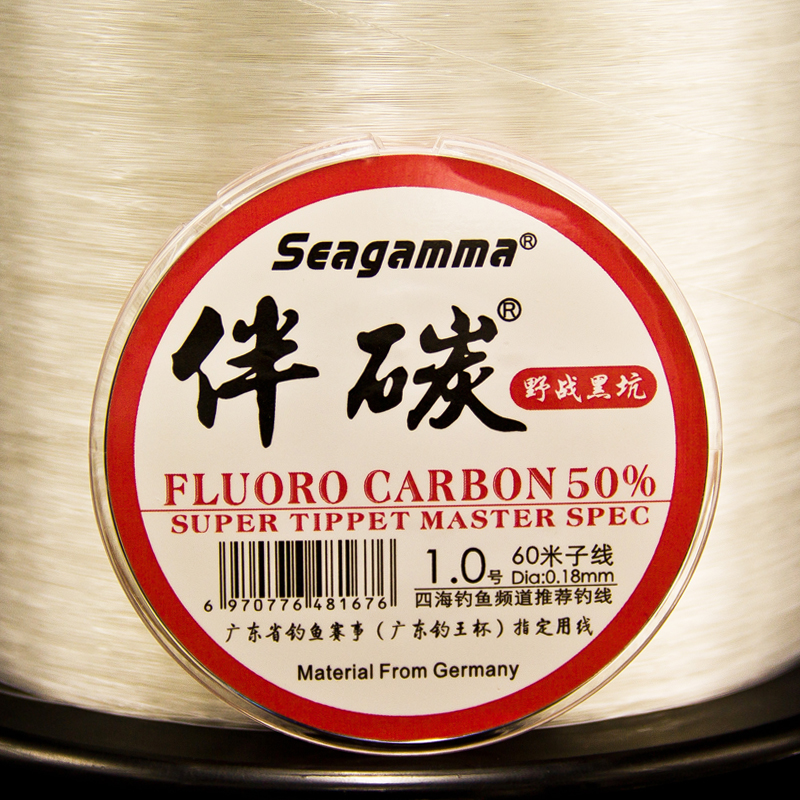 Seagamma®
伴碳®
野战黑坑
FLUORO CARBON 50%
SUPER TIPPET MASTER SPEC
1.0号
60米子线
Dia:0.18mm
6 970776 481676
四海钓鱼频道推荐钓线
广东省钓鱼赛事（广东钓王杯）指定用线
Material From Germany